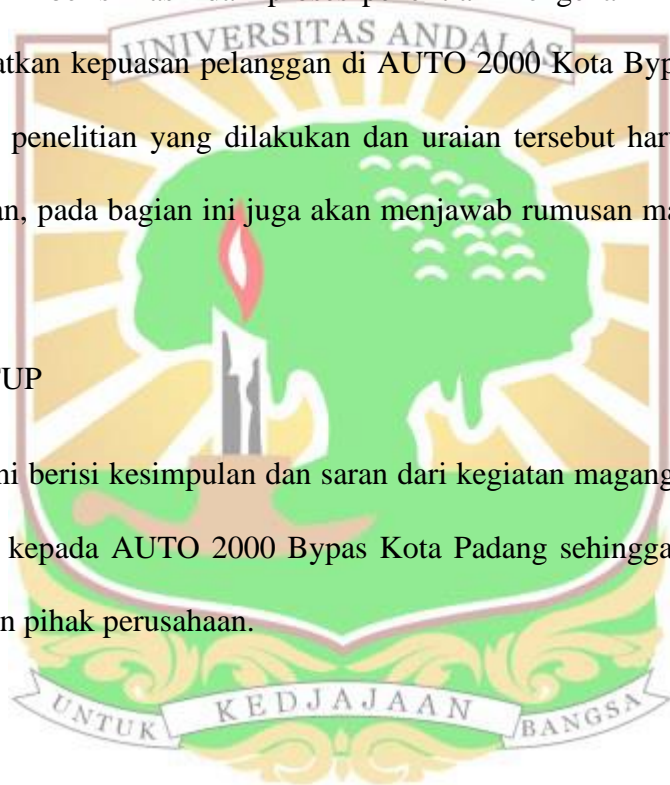 UNIVERSITAS ANDALAS
atkan kepuasan pelanggan di AUTO 2000 Kota Byp
penelitian yang dilakukan dan uraian tersebut har
an, pada bagian ini juga akan menjawab rumusan ma
TUP
ni berisi kesimpulan dan saran dari kegiatan magang
kepada AUTO 2000 Bypas Kota Padang sehingga
n pihak perusahaan.
UNTUK KEDJAJAAN BANGSA